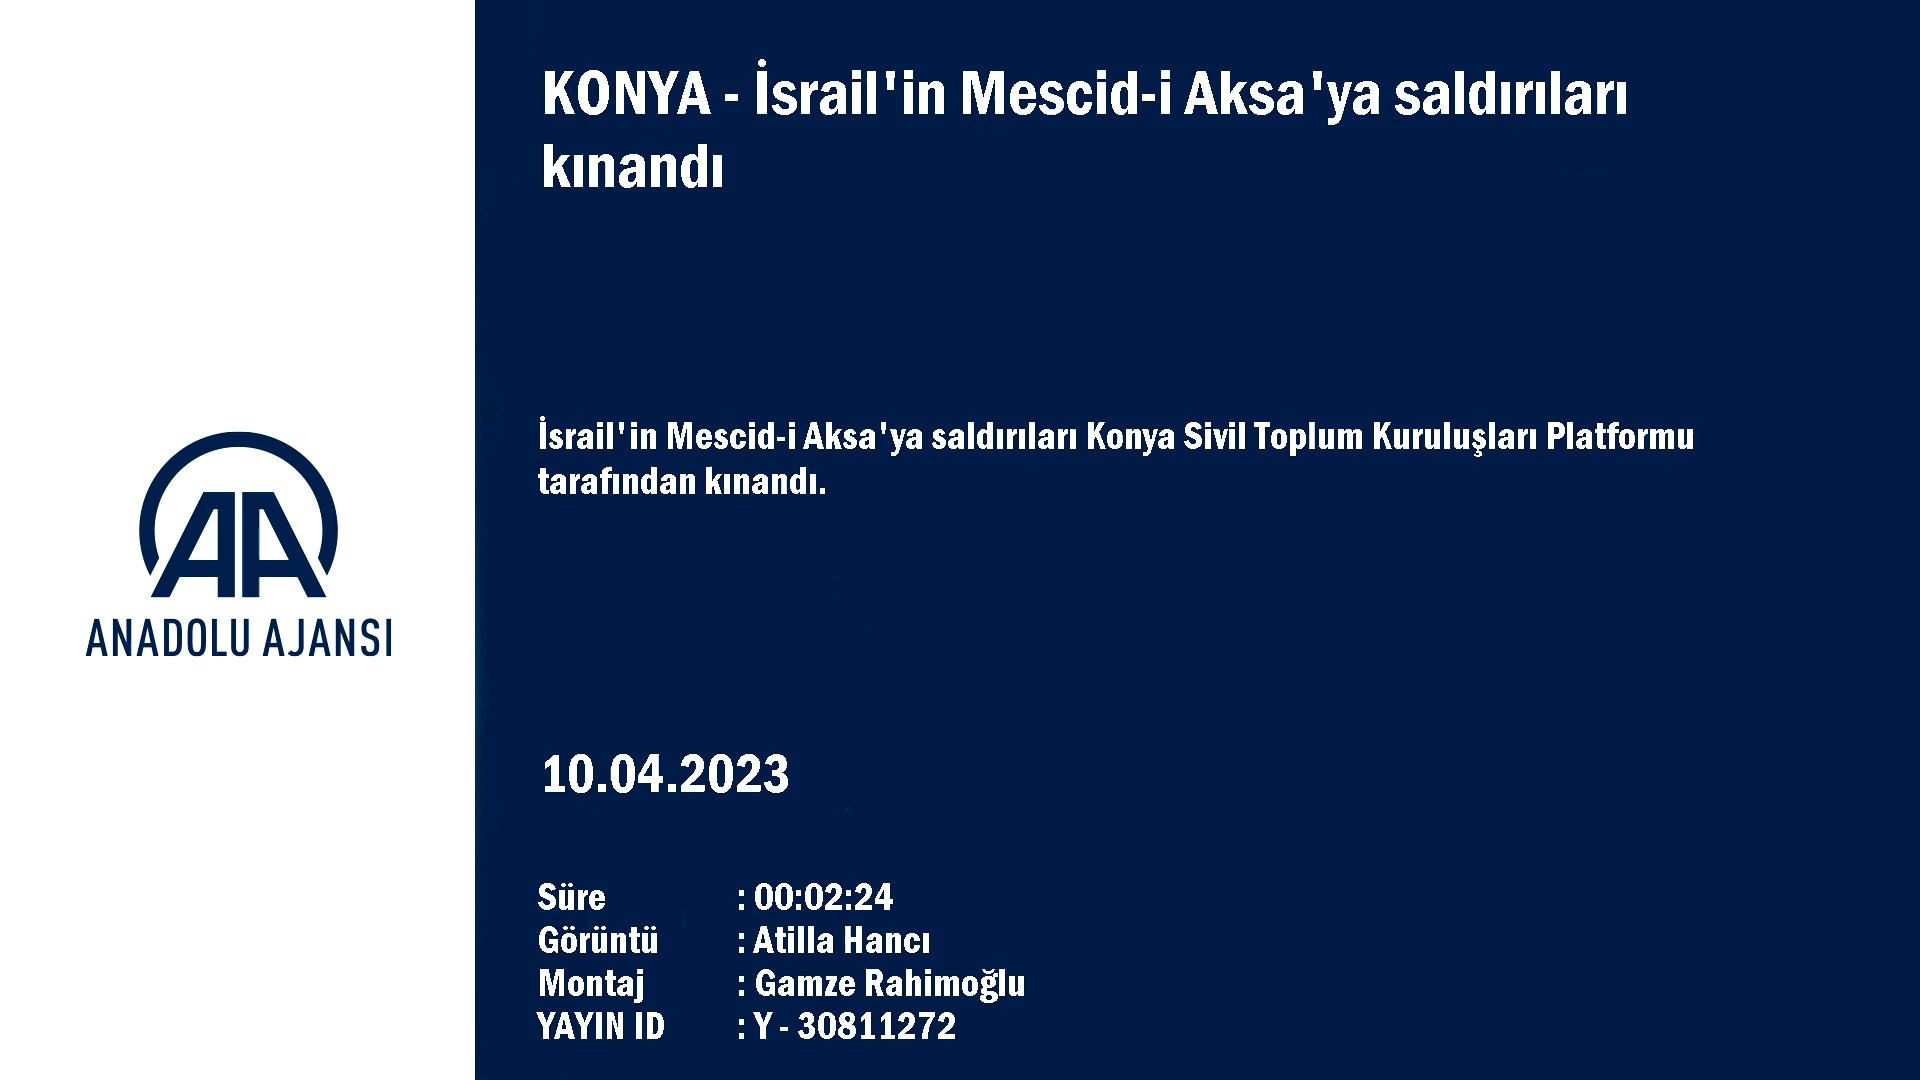 KONYA - İsrail'in Mescid-i Aksa'ya saldırıları
kınandı
İsrail'in Mescid-i Aksa'ya saldırıları Konya Sivil Toplum Kuruluşları Platformu
tarafından kınandı.
AA
ANADOLU AJANSI
10.04.2023
Süre : 00:02:24
Görüntü : Atilla Hancı
Montaj : Gamze Rahimoğlu
YAYIN ID : Y - 30811272